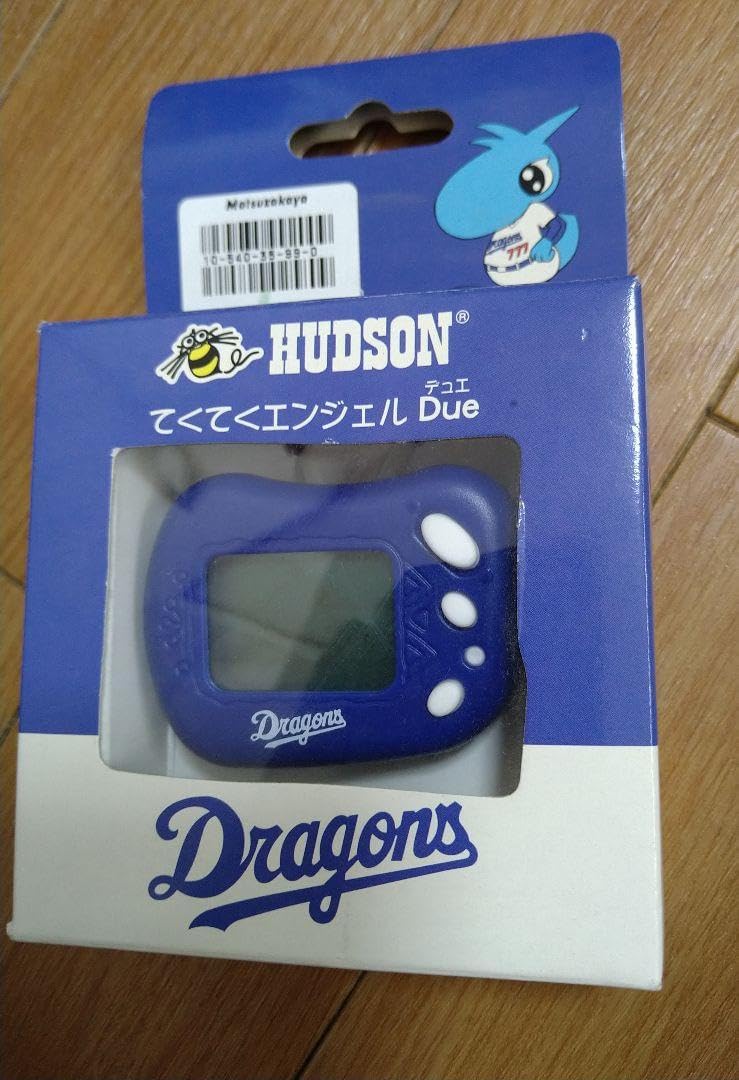 Matsuzakaya
10-540-35-99-0
Dragons
777
HUDSON®
デュエ
てくてくエンジェル Due
Dragons
Dragons